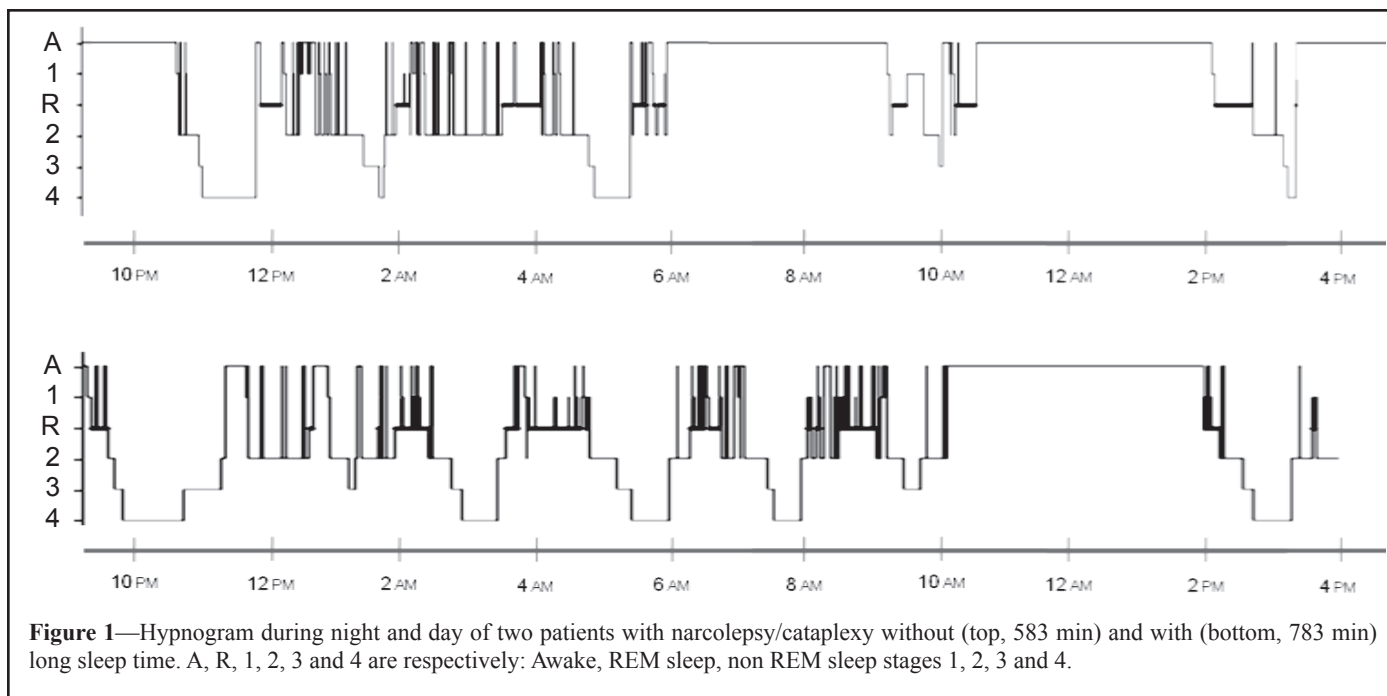 A
1
R
2
3
4
10 PM 12 PM 2 AM 4 AM 6 AM 8 AM 10 AM 12 AM 2 PM 4 PM
A
1
R
2
3
4
10 PM 12 PM 2 AM 4 AM 6 AM 8 AM 10 AM 12 AM 2 PM 4 PM
Figure 1—Hypnogram during night and day of two patients with narcolepsy/cataplexy without (top, 583 min) and with (bottom, 783 min)
long sleep time. A, R, 1, 2, 3 and 4 are respectively: Awake, REM sleep, non REM sleep stages 1, 2, 3 and 4.